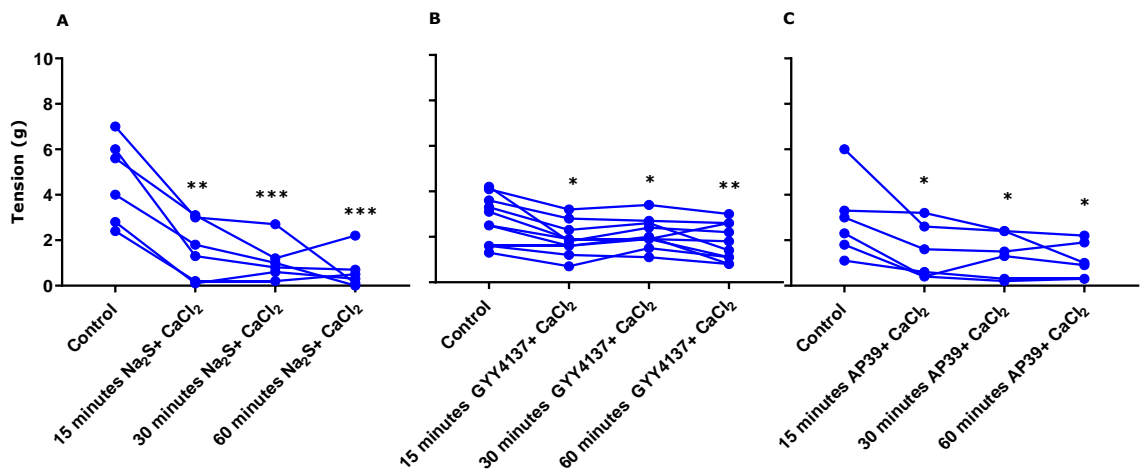 A
B
C
Tension (g)
10
8
6
4
2
0
**
***
***
*
*
**
*
*
*
Control
15 minutes Na₂S+ CaCl₂
30 minutes Na₂S+ CaCl₂
60 minutes Na₂S+ CaCl₂
Control
15 minutes GYY4137+ CaCl₂
30 minutes GYY4137+ CaCl₂
60 minutes GYY4137+ CaCl₂
Control
15 minutes AP39+ CaCl₂
30 minutes AP39+ CaCl₂
60 minutes AP39+ CaCl₂